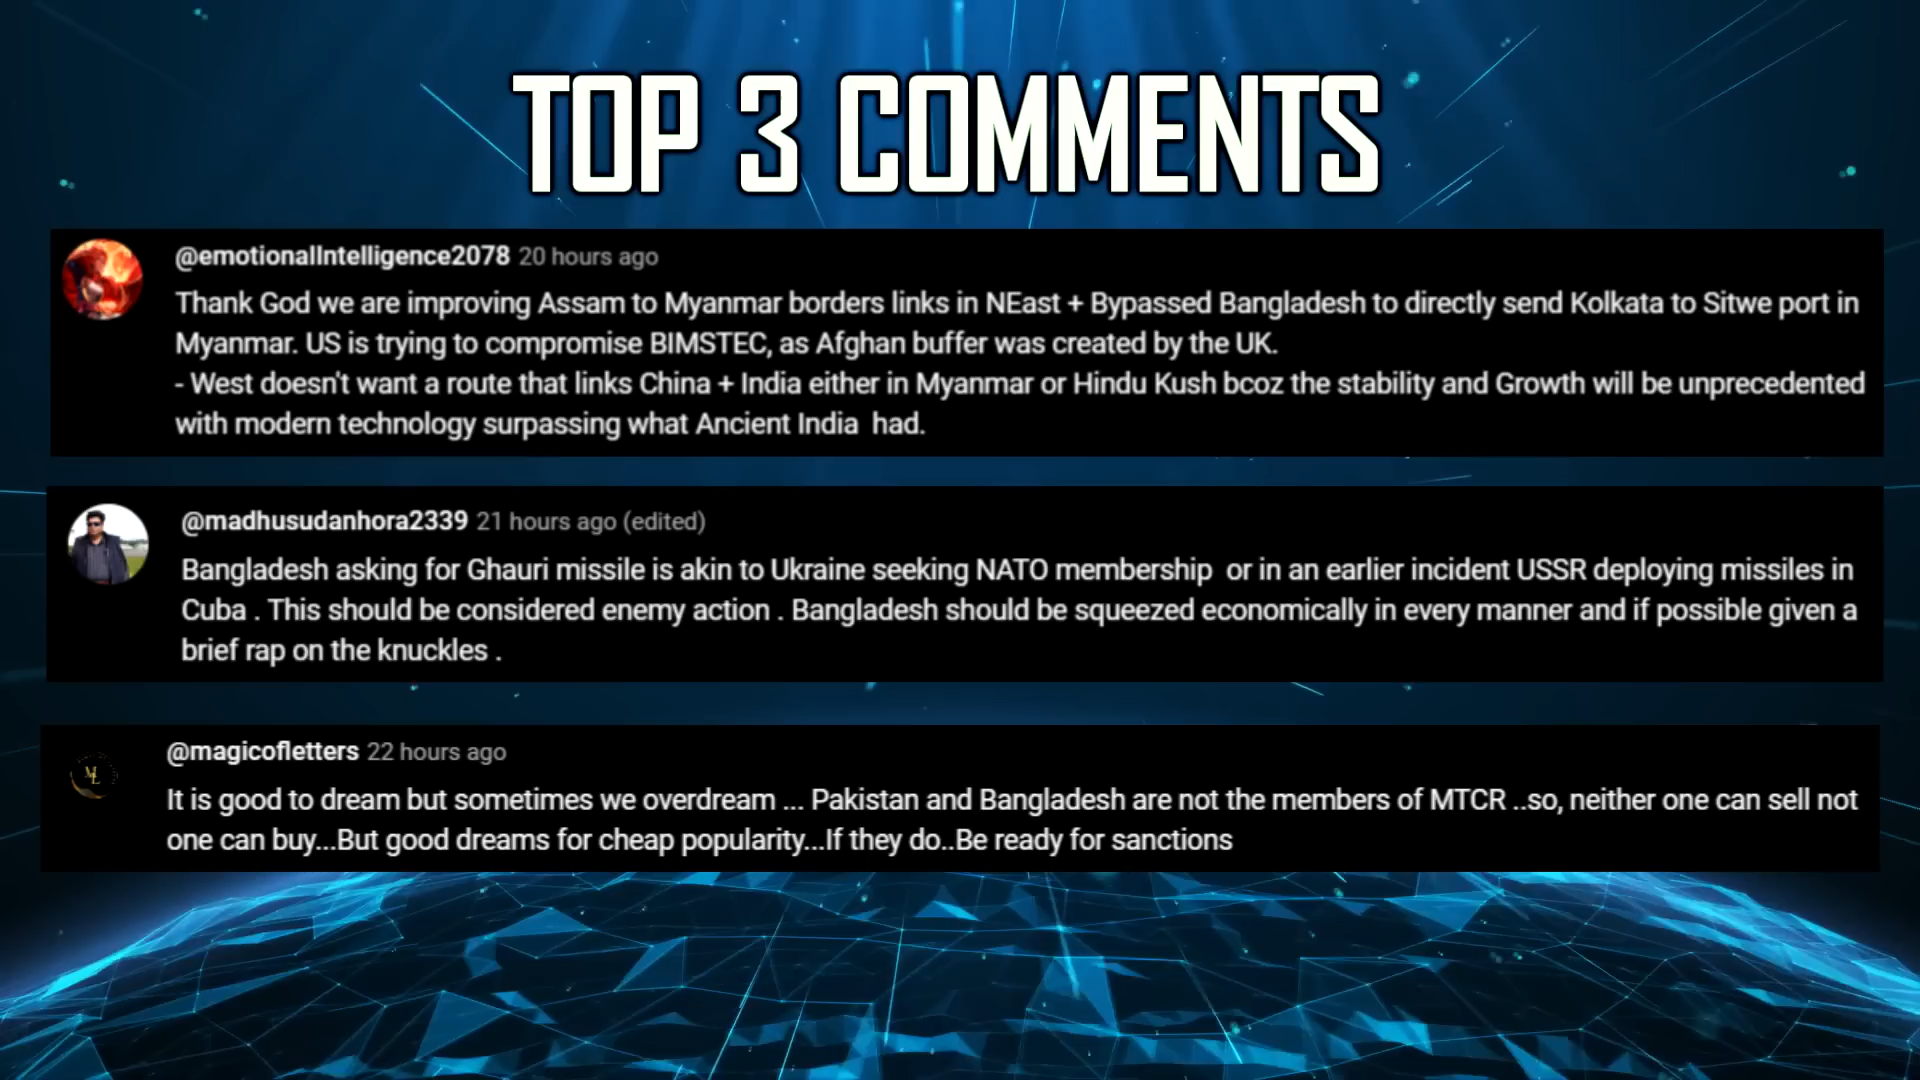 TOP 3 COMMENTS
@emotionalIntelligence2078 20 hours ago
Thank God we are improving Assam to Myanmar borders links in NEast + Bypassed Bangladesh to directly send Kolkata to Sitwe port in
Myanmar. US is trying to compromise BIMSTEC, as Afghan buffer was created by the UK.
- West doesn't want a route that links China + India either in Myanmar or Hindu Kush bcoz the stability and Growth will be unprecedented
with modern technology surpassing what Ancient India  had.
@madhusudanhora2339 21 hours ago (edited)
Bangladesh asking for Ghauri missile is akin to Ukraine seeking NATO membership  or in an earlier incident USSR deploying missiles in
Cuba . This should be considered enemy action . Bangladesh should be squeezed economically in every manner and if possible given a
brief rap on the knuckles .
ML
@magicofletters 22 hours ago
It is good to dream but sometimes we overdream ... Pakistan and Bangladesh are not the members of MTCR ..so, neither one can sell not
one can buy...But good dreams for cheap popularity...If they do..Be ready for sanctions